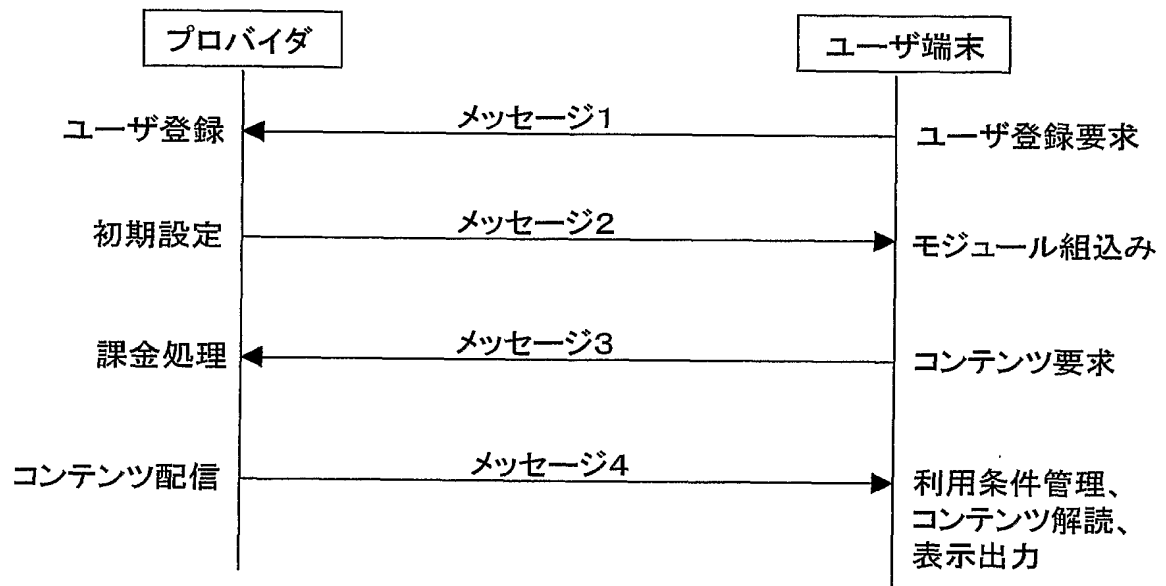 プロバイダ
ユーザ端末
ユーザ登録
メッセージ1
ユーザ登録要求
初期設定
メッセージ2
モジュール組込み
課金処理
メッセージ3
コンテンツ要求
コンテンツ配信
メッセージ4
利用条件管理、
コンテンツ解読、
表示出力